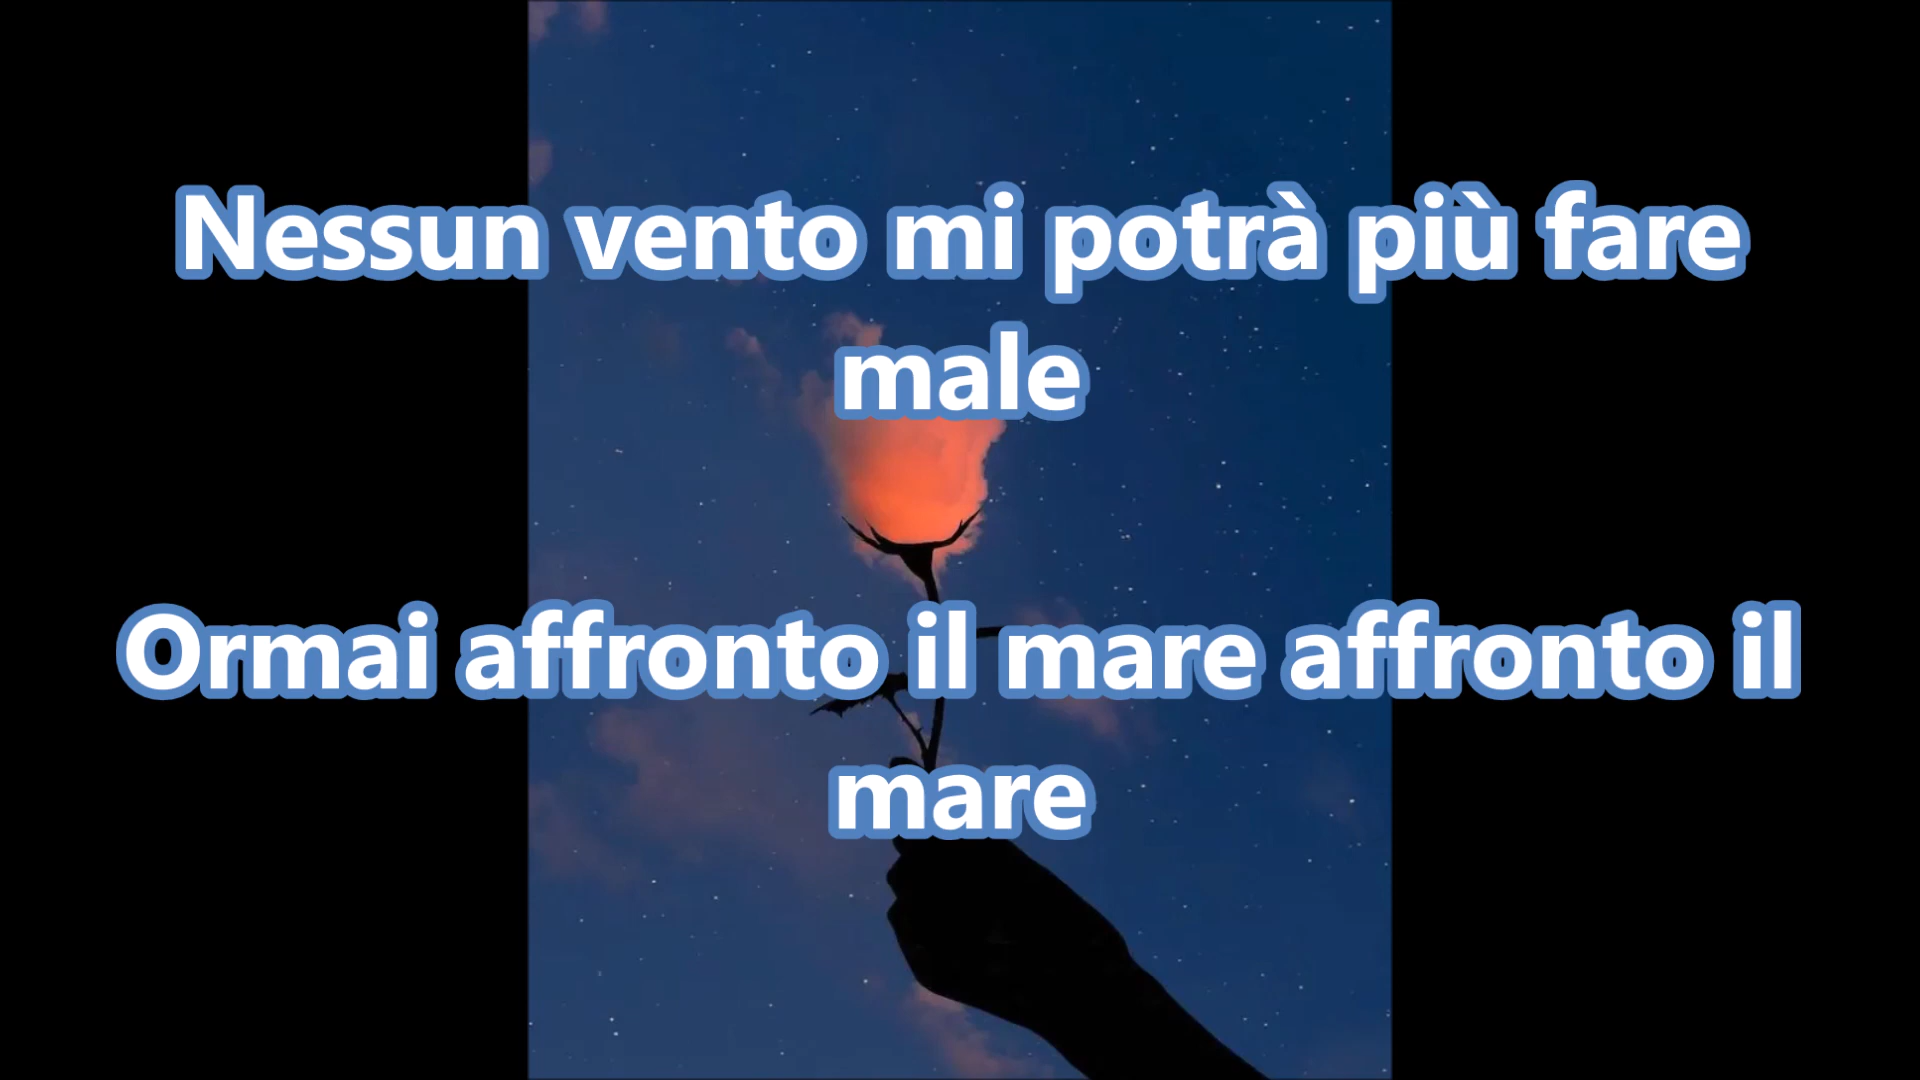 Nessun vento mi potrà più fare
male
Ormai affronto il mare affronto il
mare